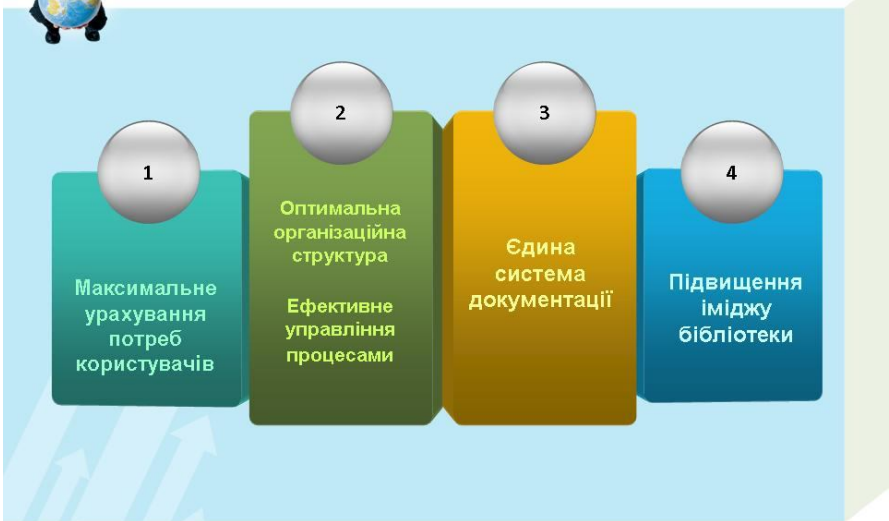 1
Максимальне
урахування
потреб
користувачів
2
Оптимальна
організаційна
структура
Ефективне
управління
процесами
3
Єдина
система
документації
4
Підвищення
іміджу
бібліотеки